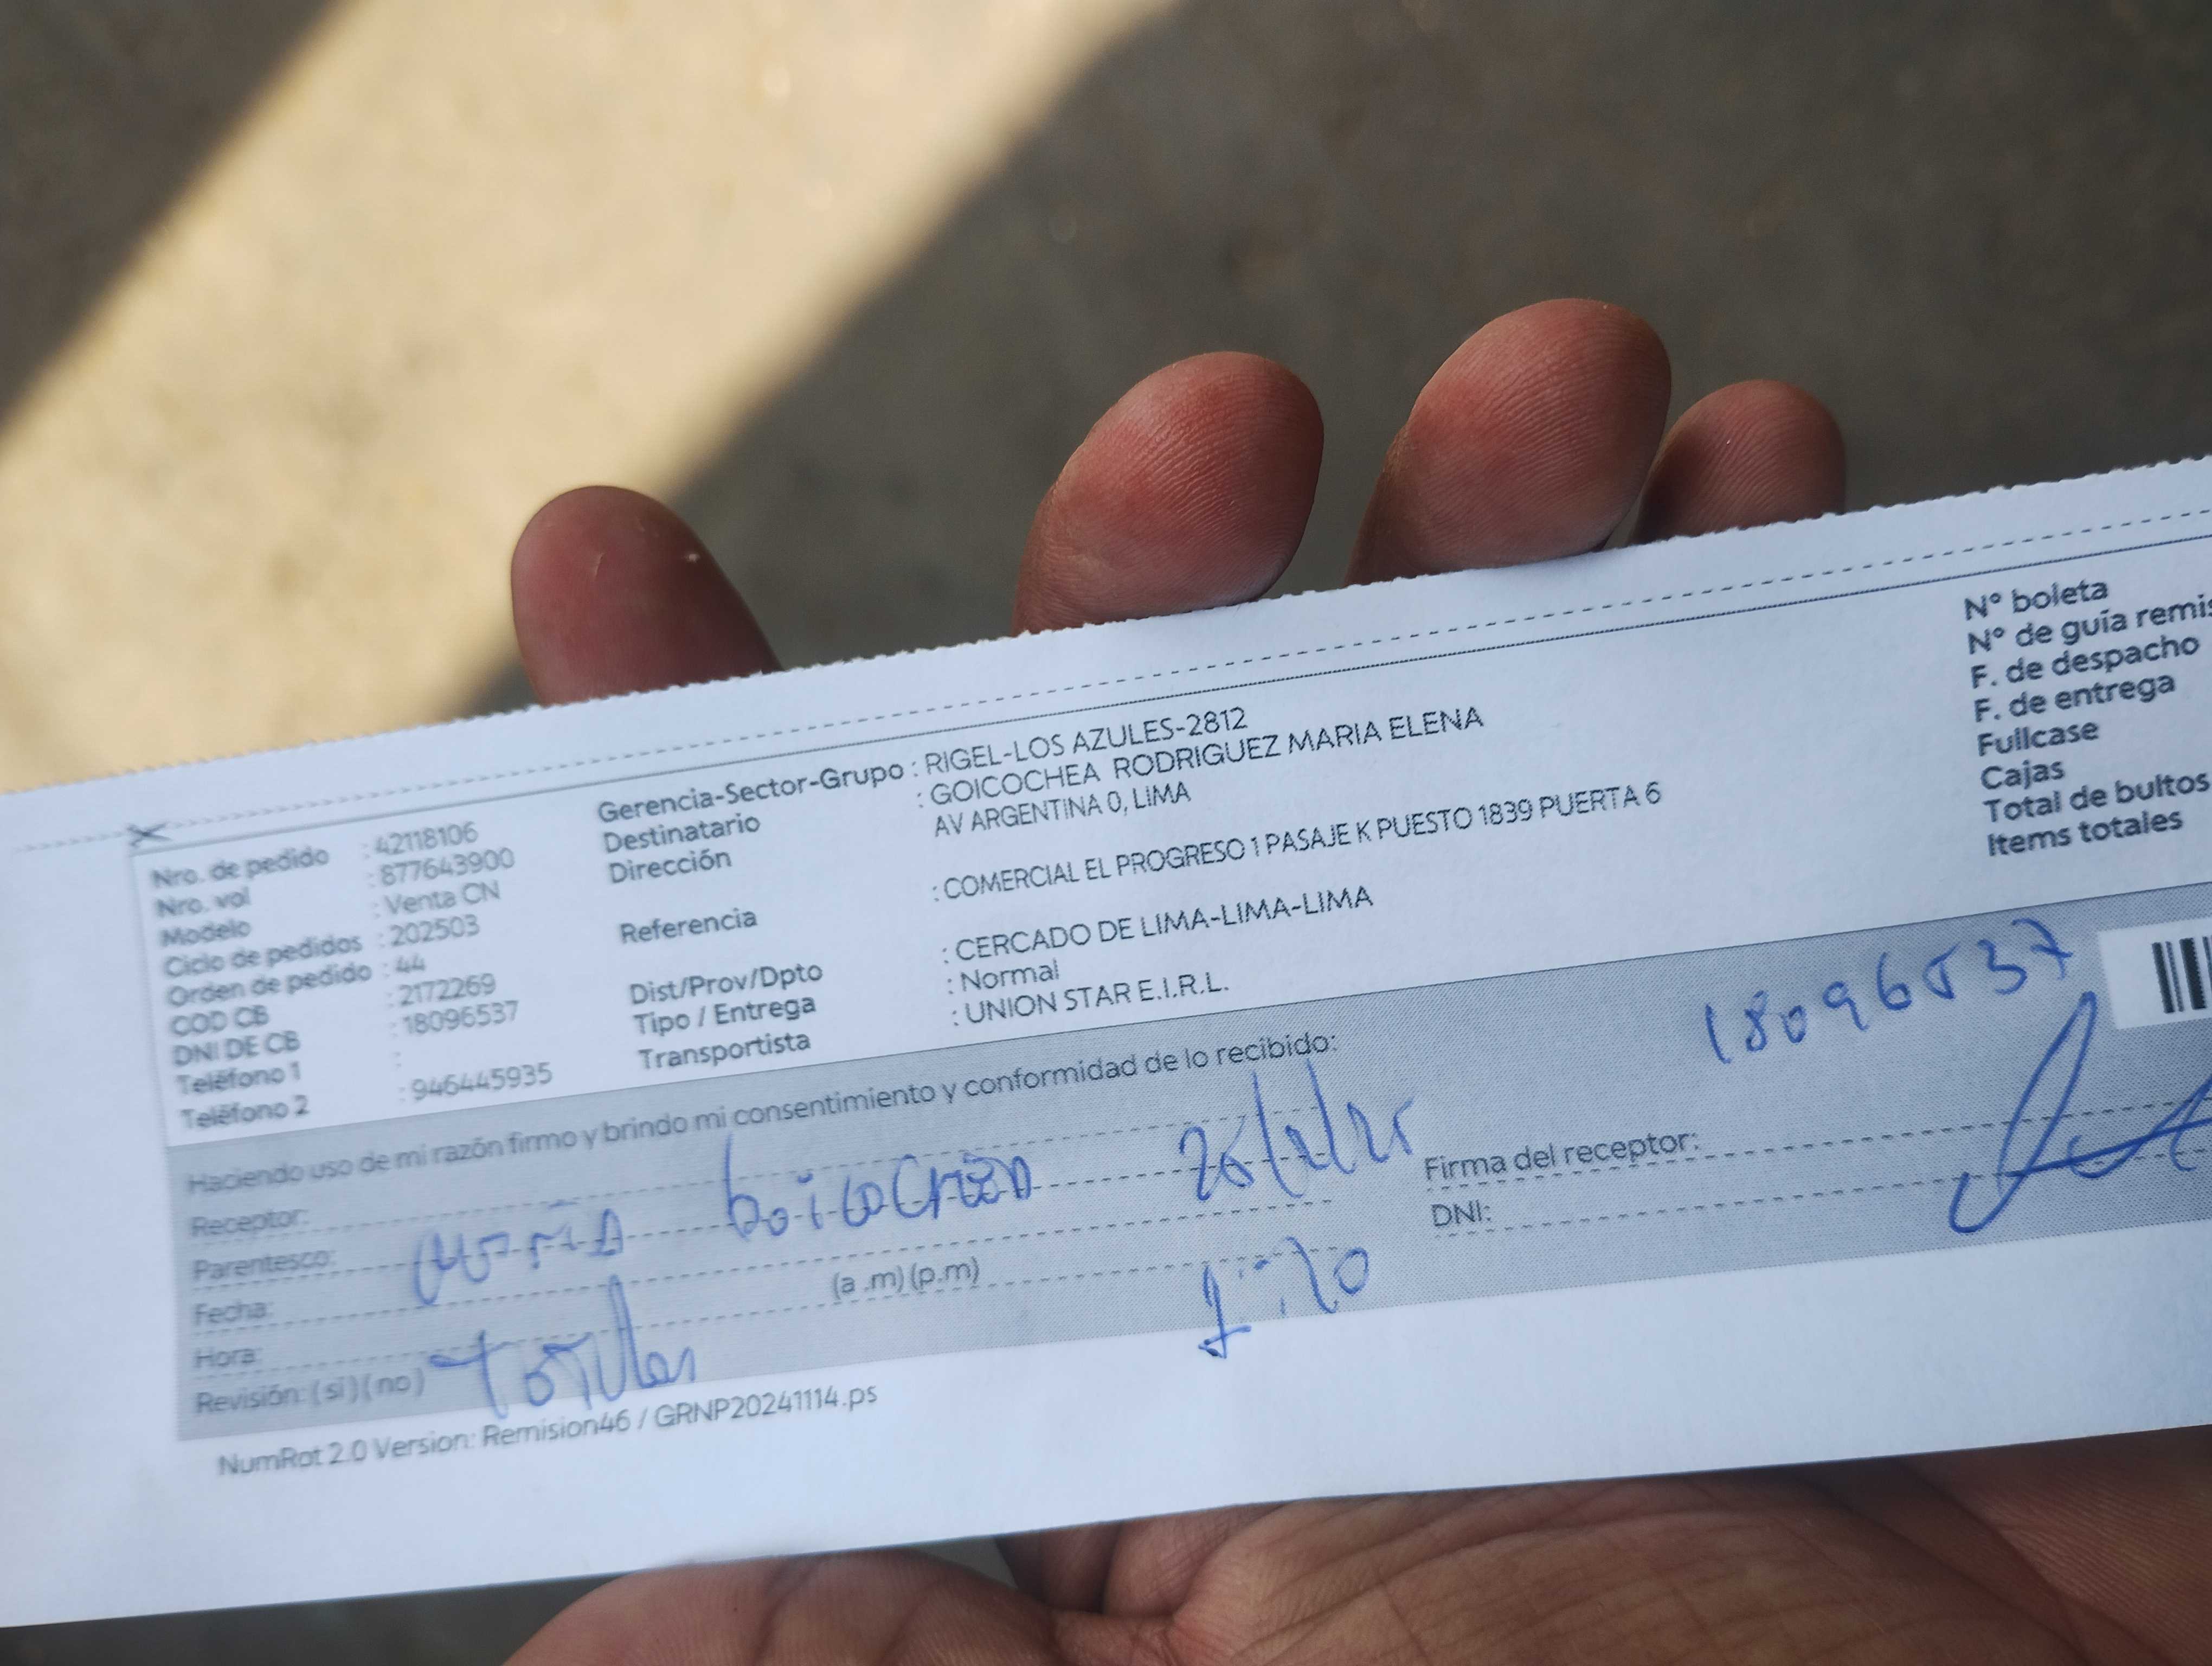 Nro. de pedido : 42118106
Nro. vol : 877643900
Modelo : Venta CN
Ciclo de pedidos : 202503
Orden de pedido : 44
COD CB : 2172269
DNI DE CB : 18096537
Teléfono 1 :
Teléfono 2 : 946445935
Gerencia-Sector-Grupo : RIGEL-LOS AZULES-2812
Destinatario : GOICOCHEA RODRIGUEZ MARIA ELENA
Dirección AV ARGENTINA 0, LIMA
Referencia : COMERCIAL EL PROGRESO 1 PASAJE K PUESTO 1839 PUERTA 6
Dist/Prov/Dpto : CERCADO DE LIMA-LIMA-LIMA
Tipo / Entrega : Normal
Transportista : UNION STAR E.I.R.L.
N° boleta
N° de guía remis
F. de despacho
F. de entrega
Fullcase
Cajas
Total de bultos
Items totales
Haciendo uso de mi razón firmo y brindo mi consentimiento y conformidad de lo recibido:
18096537
Receptor:
Parentesco:
Fecha:
Hora: (a .m) (p.m)
Revisión: ( si ) ( no )
Firma del receptor:
DNI:
NumRot 2.0 Version: Remision46 / GRNP20241114.ps